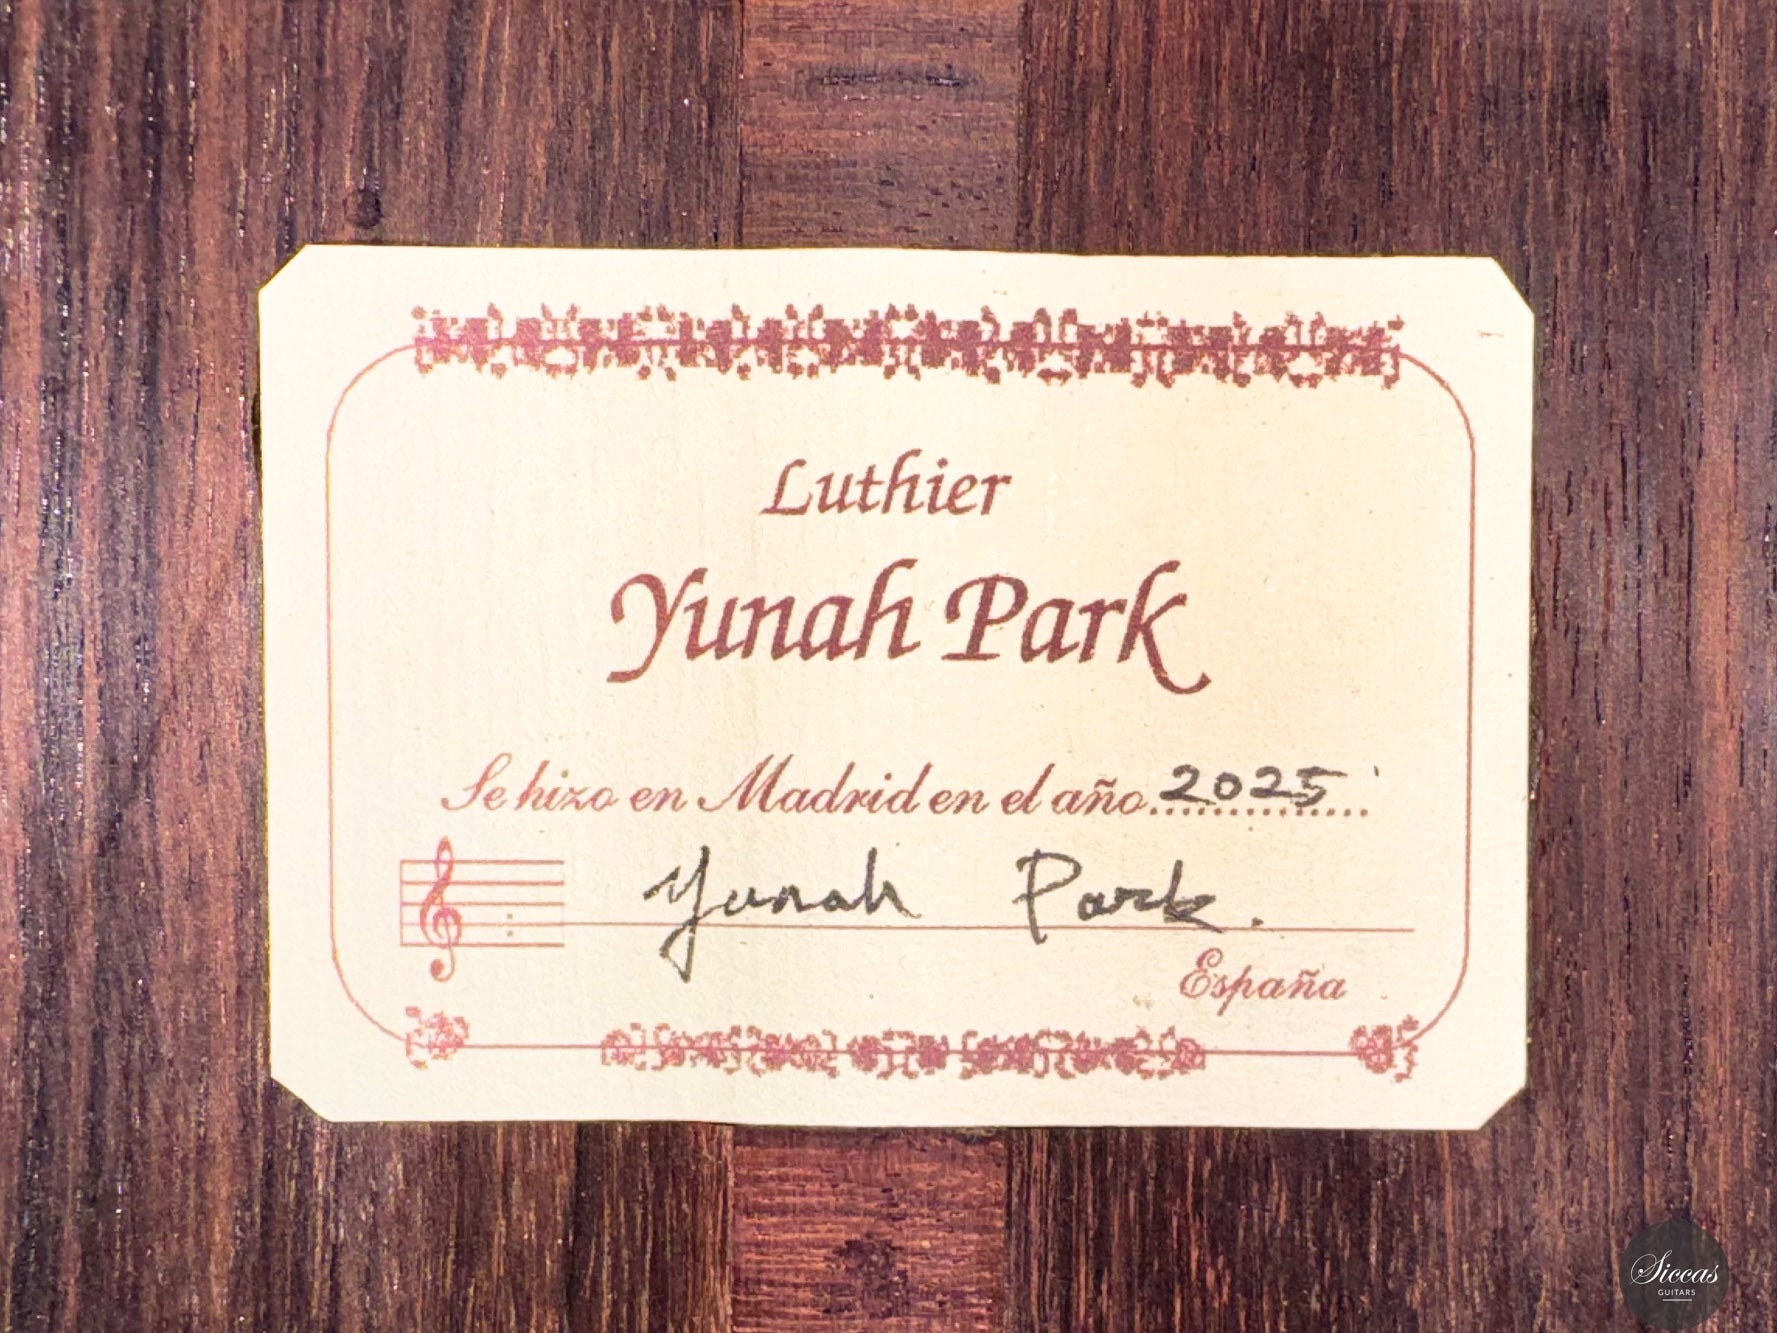 Luthier
Yunah Park
Se hizo en Madrid en el año 2025
Yunah Park.
España
Siccas
GUITARS